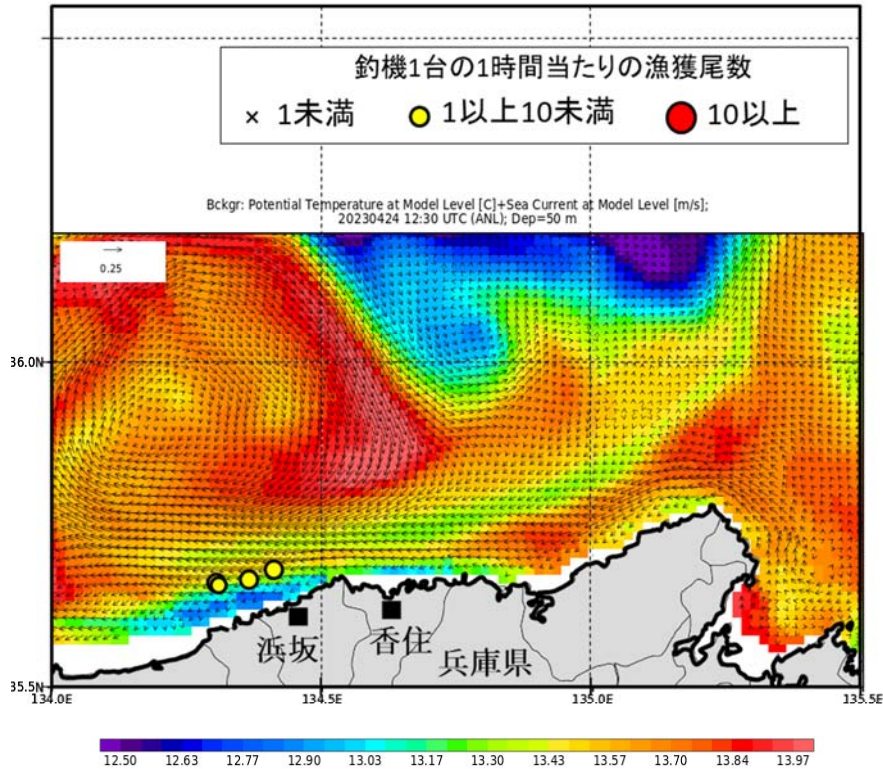 釣機1台の1時間当たりの漁獲尾数
× 1未満 1以上10未満 10以上
Bckgr: Potential Temperature at Model Level [C]+Sea Current at Model Level [m/s];
20230424 12:30 UTC (ANL); Dep=50 m
0.25
36.0N
浜坂
香住
兵庫県
35.5N
134.0E 134.5E 135.0E 135.5E
12.50 12.63 12.77 12.90 13.03 13.17 13.30 13.43 13.57 13.70 13.84 13.97